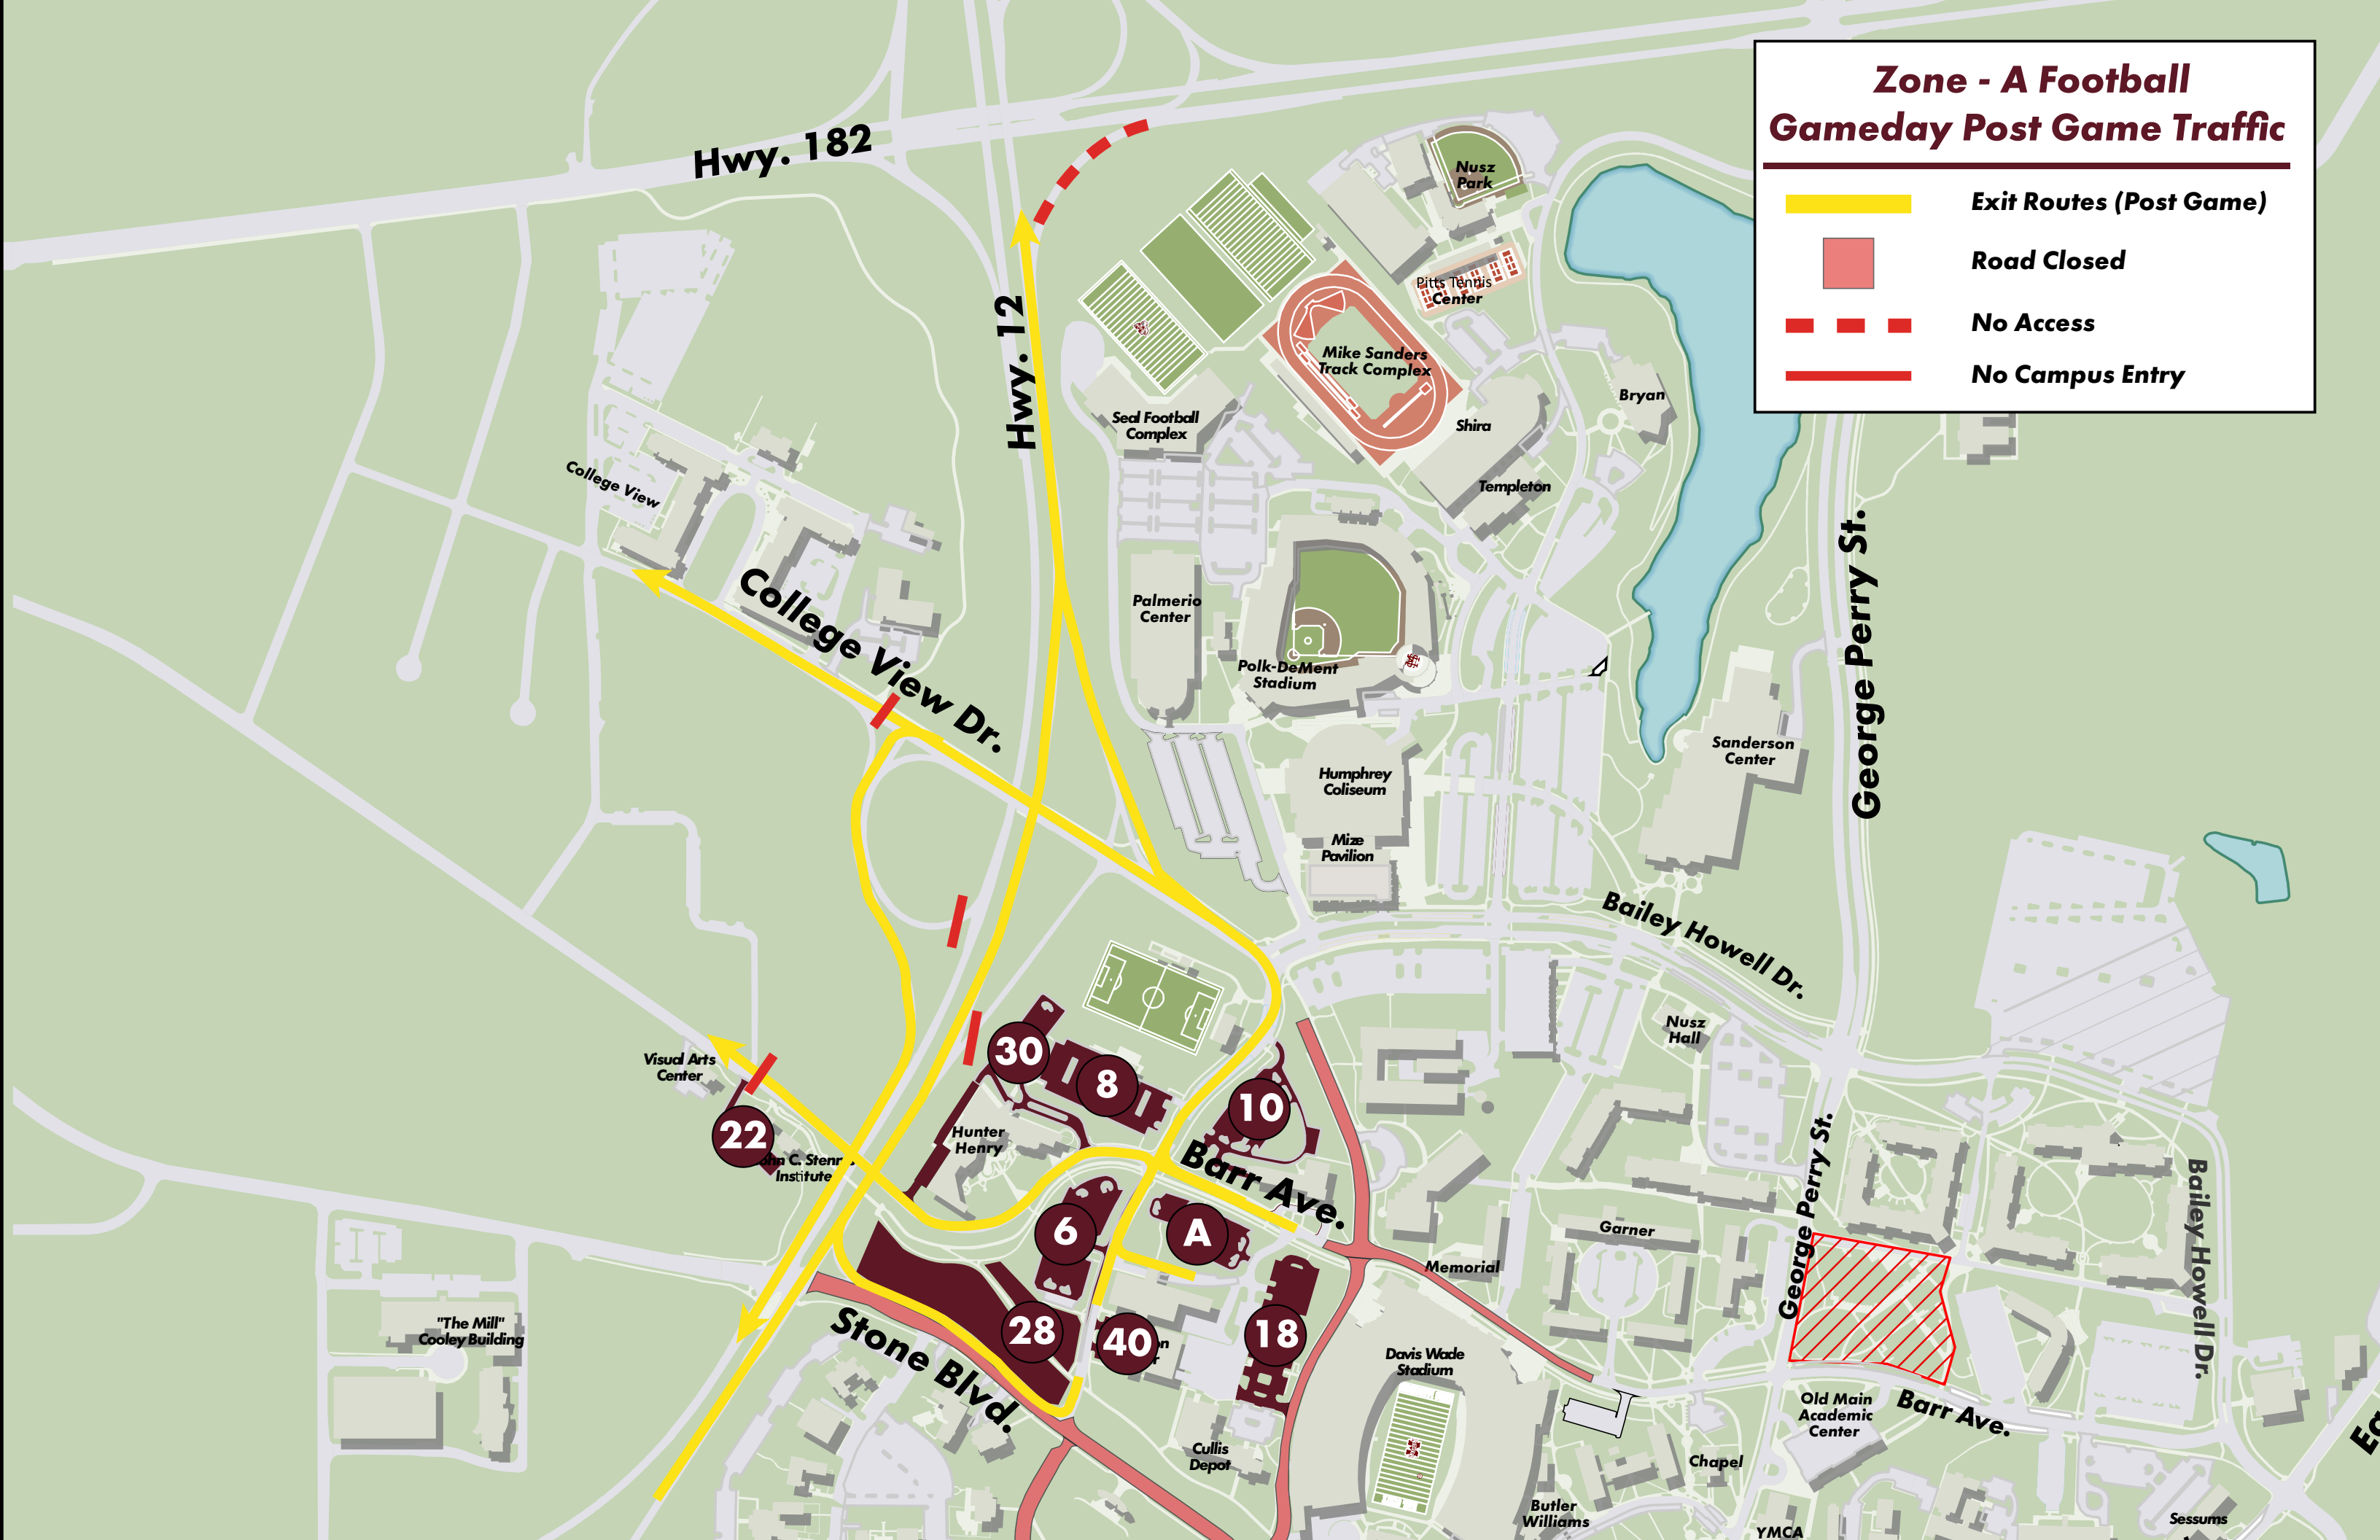 Zone - A Football
Gameday Post Game Traffic
Exit Routes (Post Game)
Road Closed
No Access
No Campus Entry
Hwy. 182
Nusz
Park
Pitts Tennis
Center
Hwy. 12
Mike Sanders
Track Complex
Bryan
Seal Football
Complex
Shira
College View
Templeton
George Perry St.
College View Dr.
Palmerio
Center
Polk-DeMent
Stadium
Sanderson
Center
Humphrey
Coliseum
Mize
Pavilion
Bailey Howell Dr.
Nusz
Hall
Visual Arts
Center
30
8
10
22
Hunter
Henry
John C. Stennis
Institute
Barr Ave.
George Perry St.
Bailey Howell Dr.
6
A
Garner
Memorial
"The Mill"
Cooley Building
Stone Blvd.
28
40
18
Davis Wade
Stadium
Old Main
Academic
Center
Barr Ave.
Cullis
Depot
Chapel
Butler
Williams
YMCA
Sessums